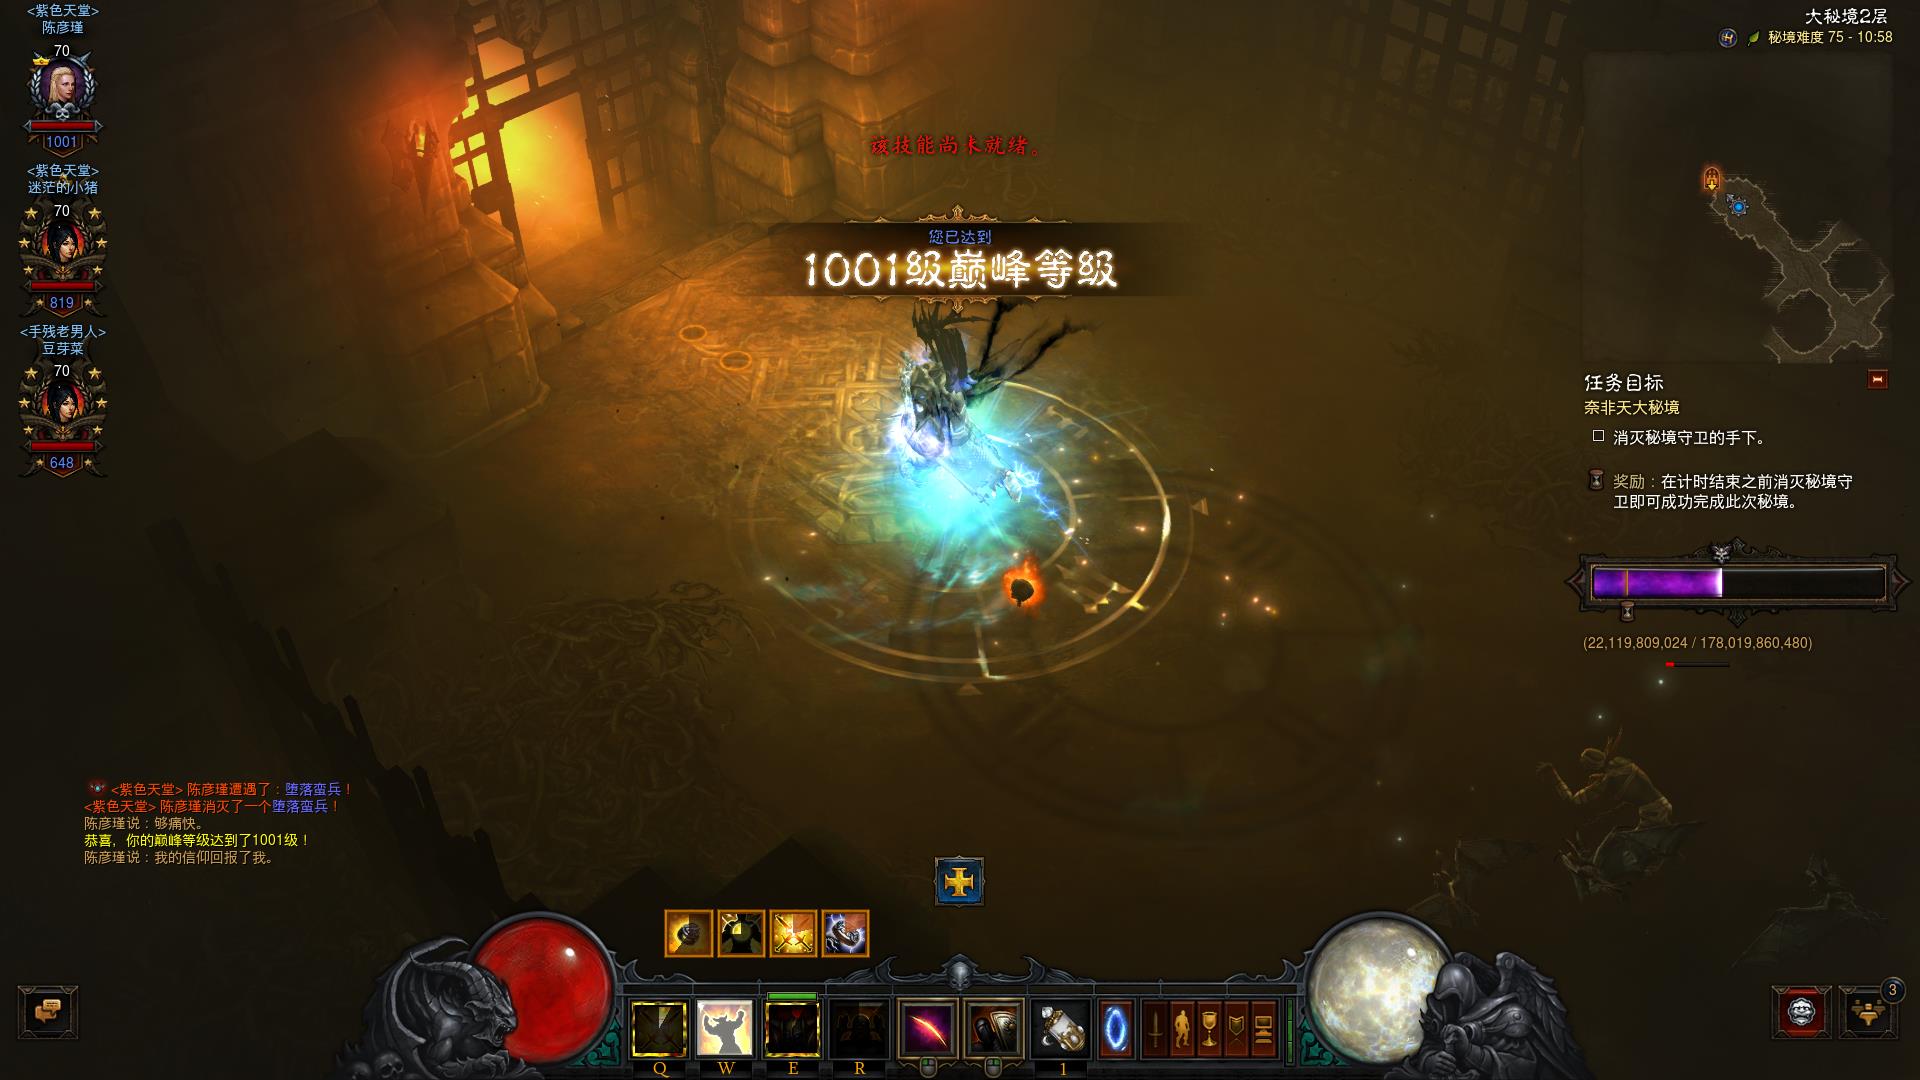 <紫色天堂>
陈彦瑾
70
1001
<紫色天堂>
迷茫的小猪
70
819
<手残老男人>
豆芽菜
70
648
大秘境2层
秘境难度 75 - 10:58
该技能尚未就绪。
您已达到
1001级巅峰等级
任务目标
奈非天大秘境
消灭秘境守卫的手下。
奖励：在计时结束之前消灭秘境守
卫即可成功完成此次秘境。
(22,119,809,024 / 178,019,860,480)
<紫色天堂> 陈彦瑾遭遇了：堕落蛮兵！
<紫色天堂> 陈彦瑾消灭了一个堕落蛮兵！
陈彦瑾说：够痛快。
恭喜，你的巅峰等级达到了1001级！
陈彦瑾说：我的信仰回报了我。
Q W E R 1
3